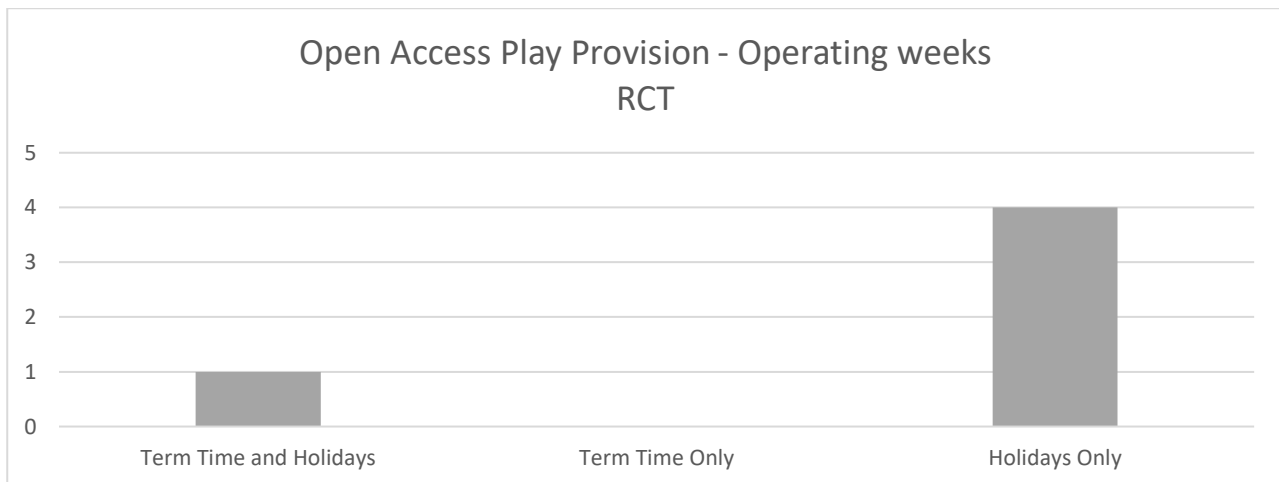 Open Access Play Provision - Operating weeks
RCT
5
4
3
2
1
0
Term Time and Holidays
Term Time Only
Holidays Only